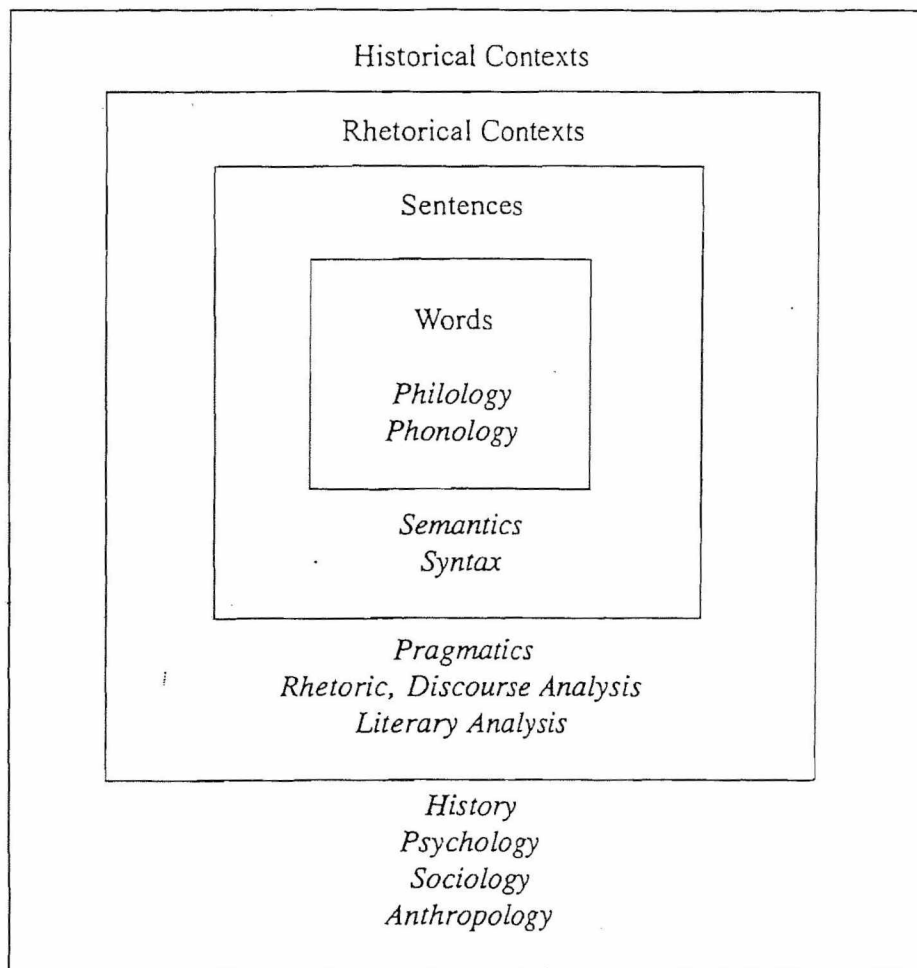 Historical Contexts
Rhetorical Contexts
Sentences
Words
Philology
Phonology
Semantics
Syntax
Pragmatics
Rhetoric, Discourse Analysis
Literary Analysis
History
Psychology
Sociology
Anthropology